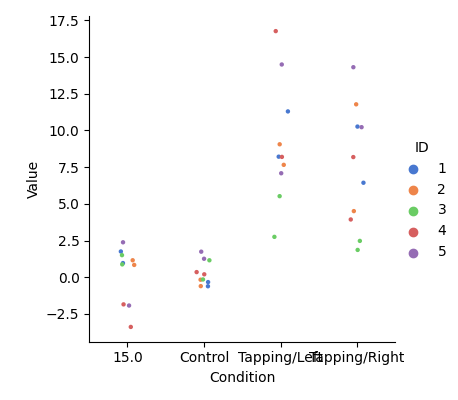 17.5
15.0
12.5
10.0
7.5
5.0
2.5
0.0
−2.5
Value
15.0
Control
Tapping/Left
Tapping/Right
Condition
ID
1
2
3
4
5